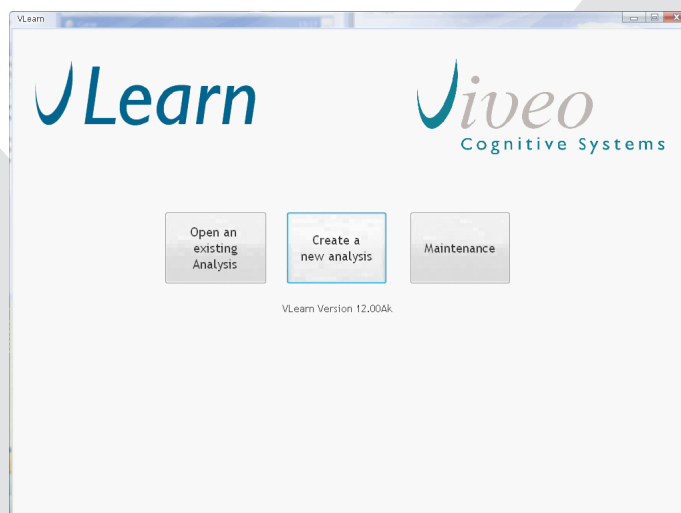 VLearn
VLearn
Viveo
Cognitive Systems
Open an
existing
Analysis
Create a
new analysis
Maintenance
VLearn Version 12.00Ak